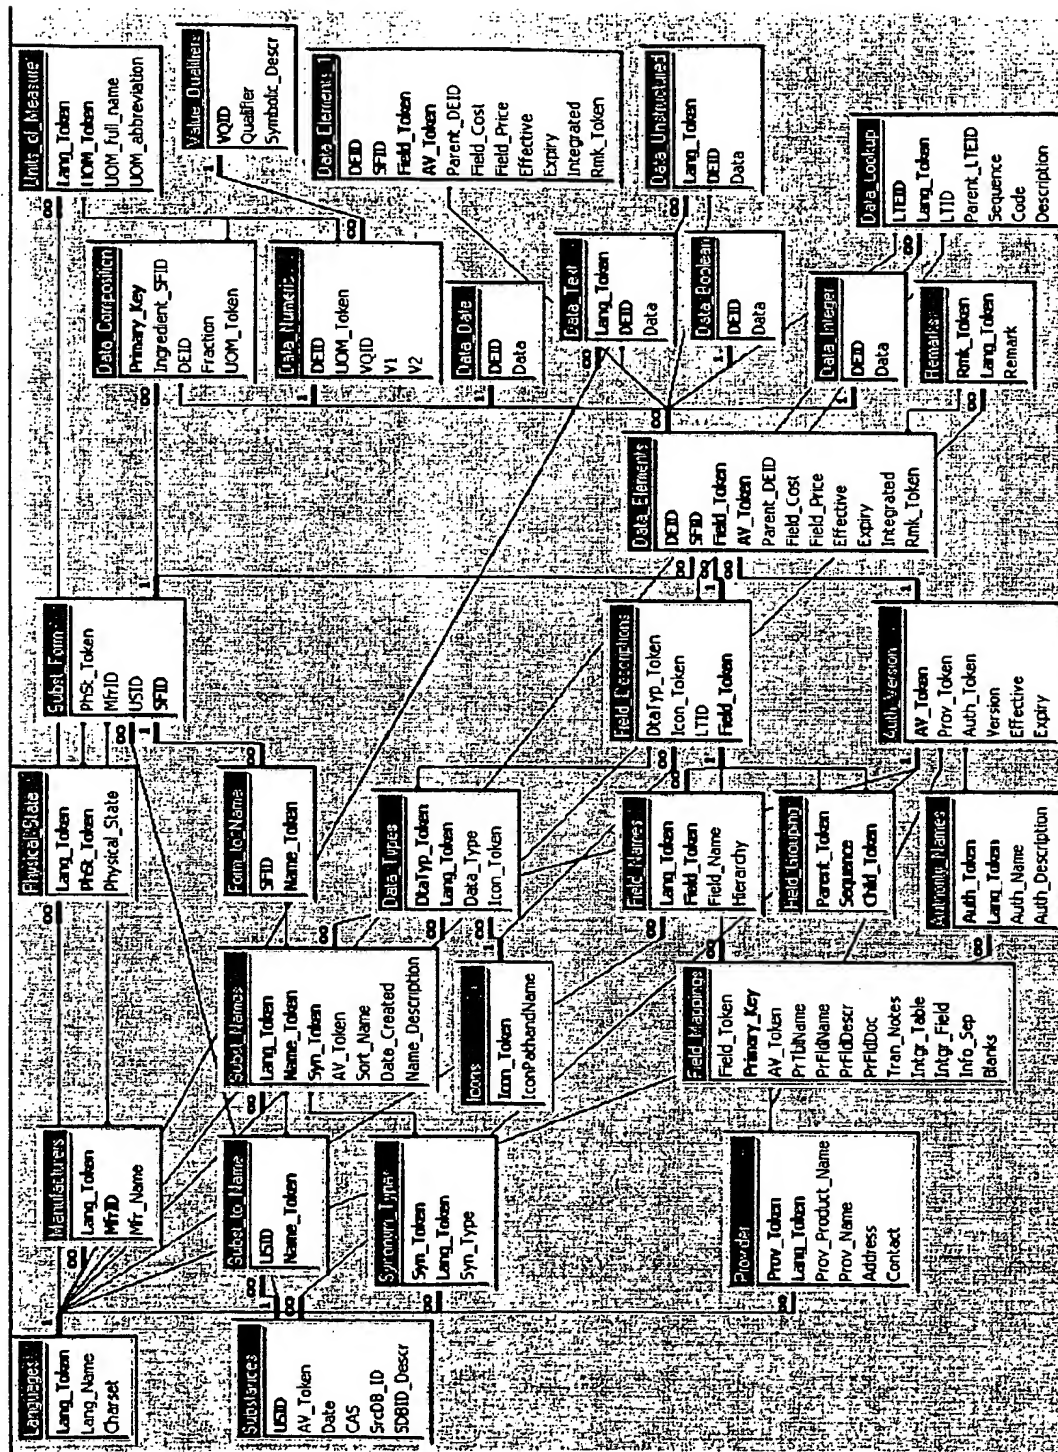 Languages
Lang_Token
Lang_Name
Charset
Manufacturers
Lang_Token
MfrID
Mfr_Name
Physical_State
Lang_Token
PhSt_Token
Physical_State
Subst_Form
PhSt_Token
MfrID
USID
SFID
Units_of_Measure
Lang_Token
UOM_Token
UOM_full_name
UOM_abbreviation
Value_Qualifiers
VQID
Qualifier
Symbolic_Descr
Data_Composition
Primary_Key
Ingredient_SFID
DEID
Fraction
UOM_Token
Substances
USID
AV_Token
Date
CAS
SrcDB_ID
SDBID_Descr
Subst_to_Name
USID
Name_Token
Subst_Names
Lang_Token
Name_Token
Syn_Token
AV_Token
Sort_Name
Date_Created
Name_Description
Form_to_Name
SFID
Name_Token
Data_Numeric
DEID
UOM_Token
VQID
V1
V2
Data_Elements_1
DEID
SFID
Field_Token
AV_Token
Parent_DEID
Field_Cost
Field_Price
Effective
Expiry
Integrated
Rmk_Token
Data_Date
DEID
Data
Synonym_Types
Syn_Token
Lang_Token
Syn_Type
Data_Types
DtaTyp_Token
Lang_Token
Data_Type
Icon_Token
Icons
Icon_Token
IconPathandName
Data_Text
Lang_Token
DEID
Data
Data_Unstructured
Lang_Token
DEID
Data
Data_Boolean
DEID
Data
Field_Descriptions
DtaTyp_Token
Icon_Token
LTID
Field_Token
Data_Elements
DEID
SFID
Field_Token
AV_Token
Parent_DEID
Field_Cost
Field_Price
Effective
Expiry
Integrated
Rmk_Token
Data_Integer
DEID
Data
Data_Lookup
LTEID
Lang_Token
LTID
Parent_LTEID
Sequence
Code
Description
Remarks
Rmk_Token
Lang_Token
Remark
Field_Names
Lang_Token
Field_Token
Field_Name
Hierarchy
Field_Grouping
Parent_Token
Sequence
Child_Token
Provider
Prov_Token
Lang_Token
Prov_Product_Name
Prov_Name
Address
Contact
Field_Mappings
Field_Token
Primary_Key
AV_Token
PrTblName
PrFldName
PrFldDescr
PrFldDoc
Tran_Notes
Intgr_Table
Intgr_Field
Info_Sep
Blanks
Authority_Names
Auth_Token
Lang_Token
Auth_Name
Auth_Description
Auth_Version
AV_Token
Prov_Token
Auth_Token
Version
Effective
Expiry